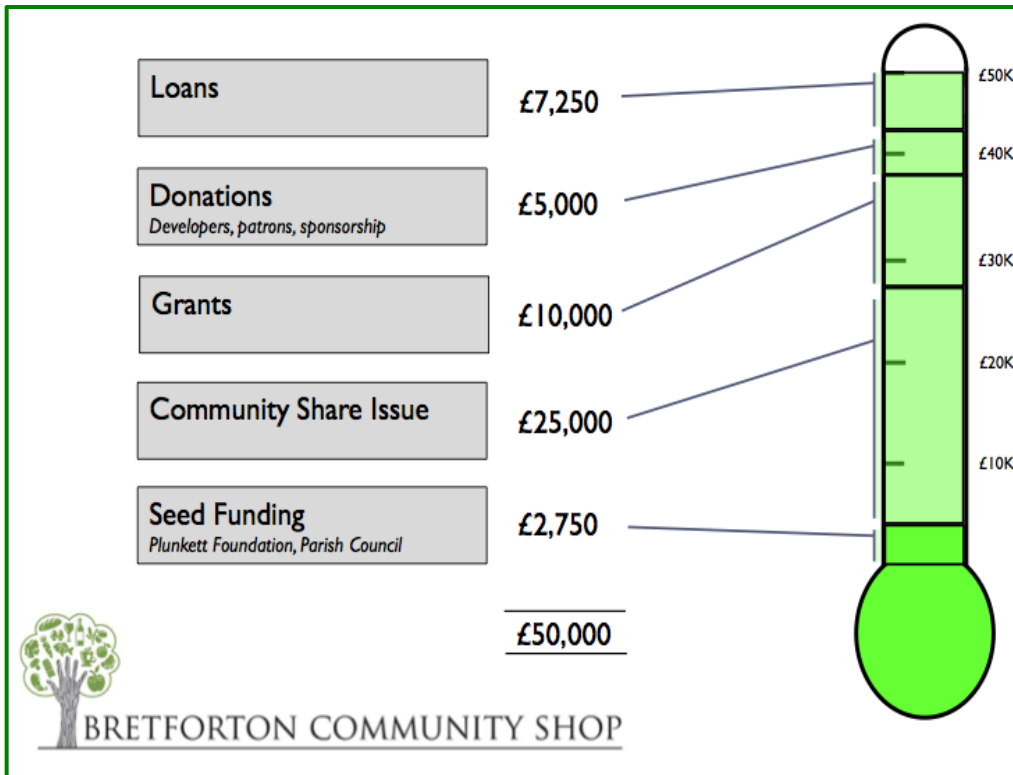 Loans
£7,250
Donations
Developers, patrons, sponsorship
£5,000
Grants
£10,000
Community Share Issue
£25,000
Seed Funding
Plunkett Foundation, Parish Council
£2,750
£50,000
£50K
£40K
£30K
£20K
£10K
BRETFORTON COMMUNITY SHOP